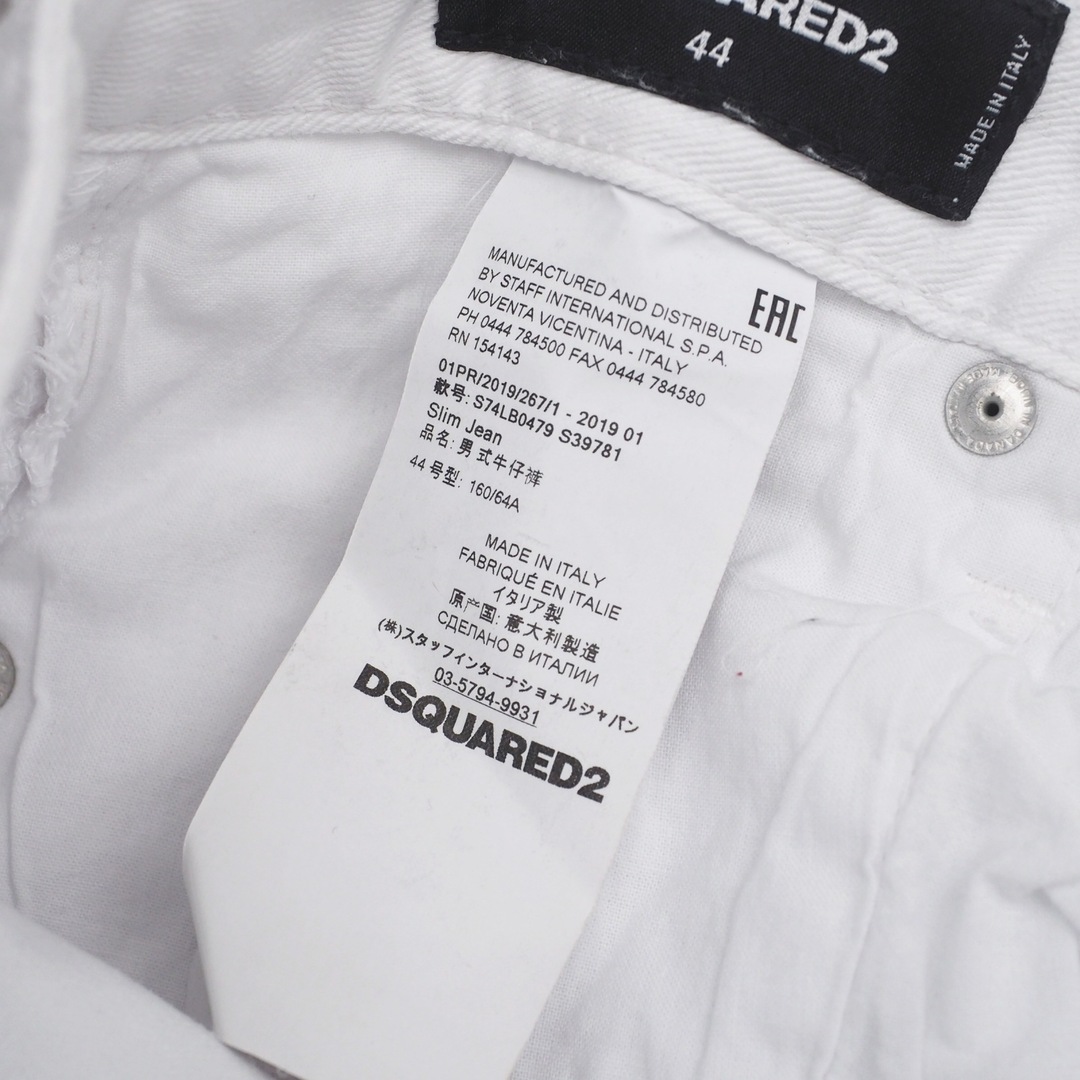 44
MADE IN ITALY
MANUFACTURED AND DISTRIBUTED
BY STAFF INTERNATIONAL S.P.A.
NOVENTA VICENTINA - ITALY
PH 0444 784500 FAX 0444 784580
RN 154143
EAC
01PR/2019/267/1 - 2019 01
款号: S74LB0479 S39781
Slim Jean
品名: 男式牛仔裤
44 号型: 160/64A
MADE IN ITALY
FABRIQUÉ EN ITALIE
イタリア製
原产国: 意大利製造
СДЕЛАНО В ИТАЛИИ
(株)スタッフインターナショナルジャパン
03-5794-9931
DSQUARED2